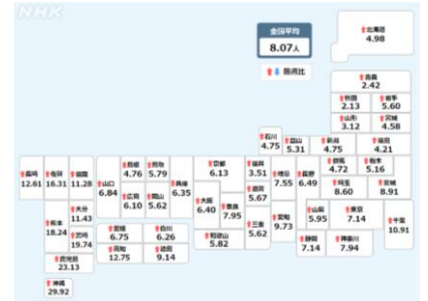 NHK
全国平均
8.07人
前週比
北海道
4.98
青森
2.42
秋田 岩手
2.13 5.60
山形 宮城
3.12 4.58
石川 富山 新潟 福島
4.75 5.31 4.75 4.21
群馬 栃木
4.72 5.16
長崎 佐賀 福岡
12.61 16.31 11.28
山口
6.84
島根 鳥取
4.76 5.79
広島 岡山
6.10 5.62
兵庫
6.35
京都
6.13
大阪 奈良
6.40 7.95
和歌山
5.82
福井
3.51
滋賀
5.67
三重
5.62
岐阜
7.55
愛知
9.73
長野
6.49
埼玉 茨城
8.60 8.91
山梨 東京
5.95 7.14
千葉
10.91
静岡 神奈川
7.14 7.94
大分
11.43
熊本 宮崎
18.24 19.74
鹿児島
23.13
沖縄
29.92
愛媛 香川
6.75 6.26
高知 徳島
12.75 9.14